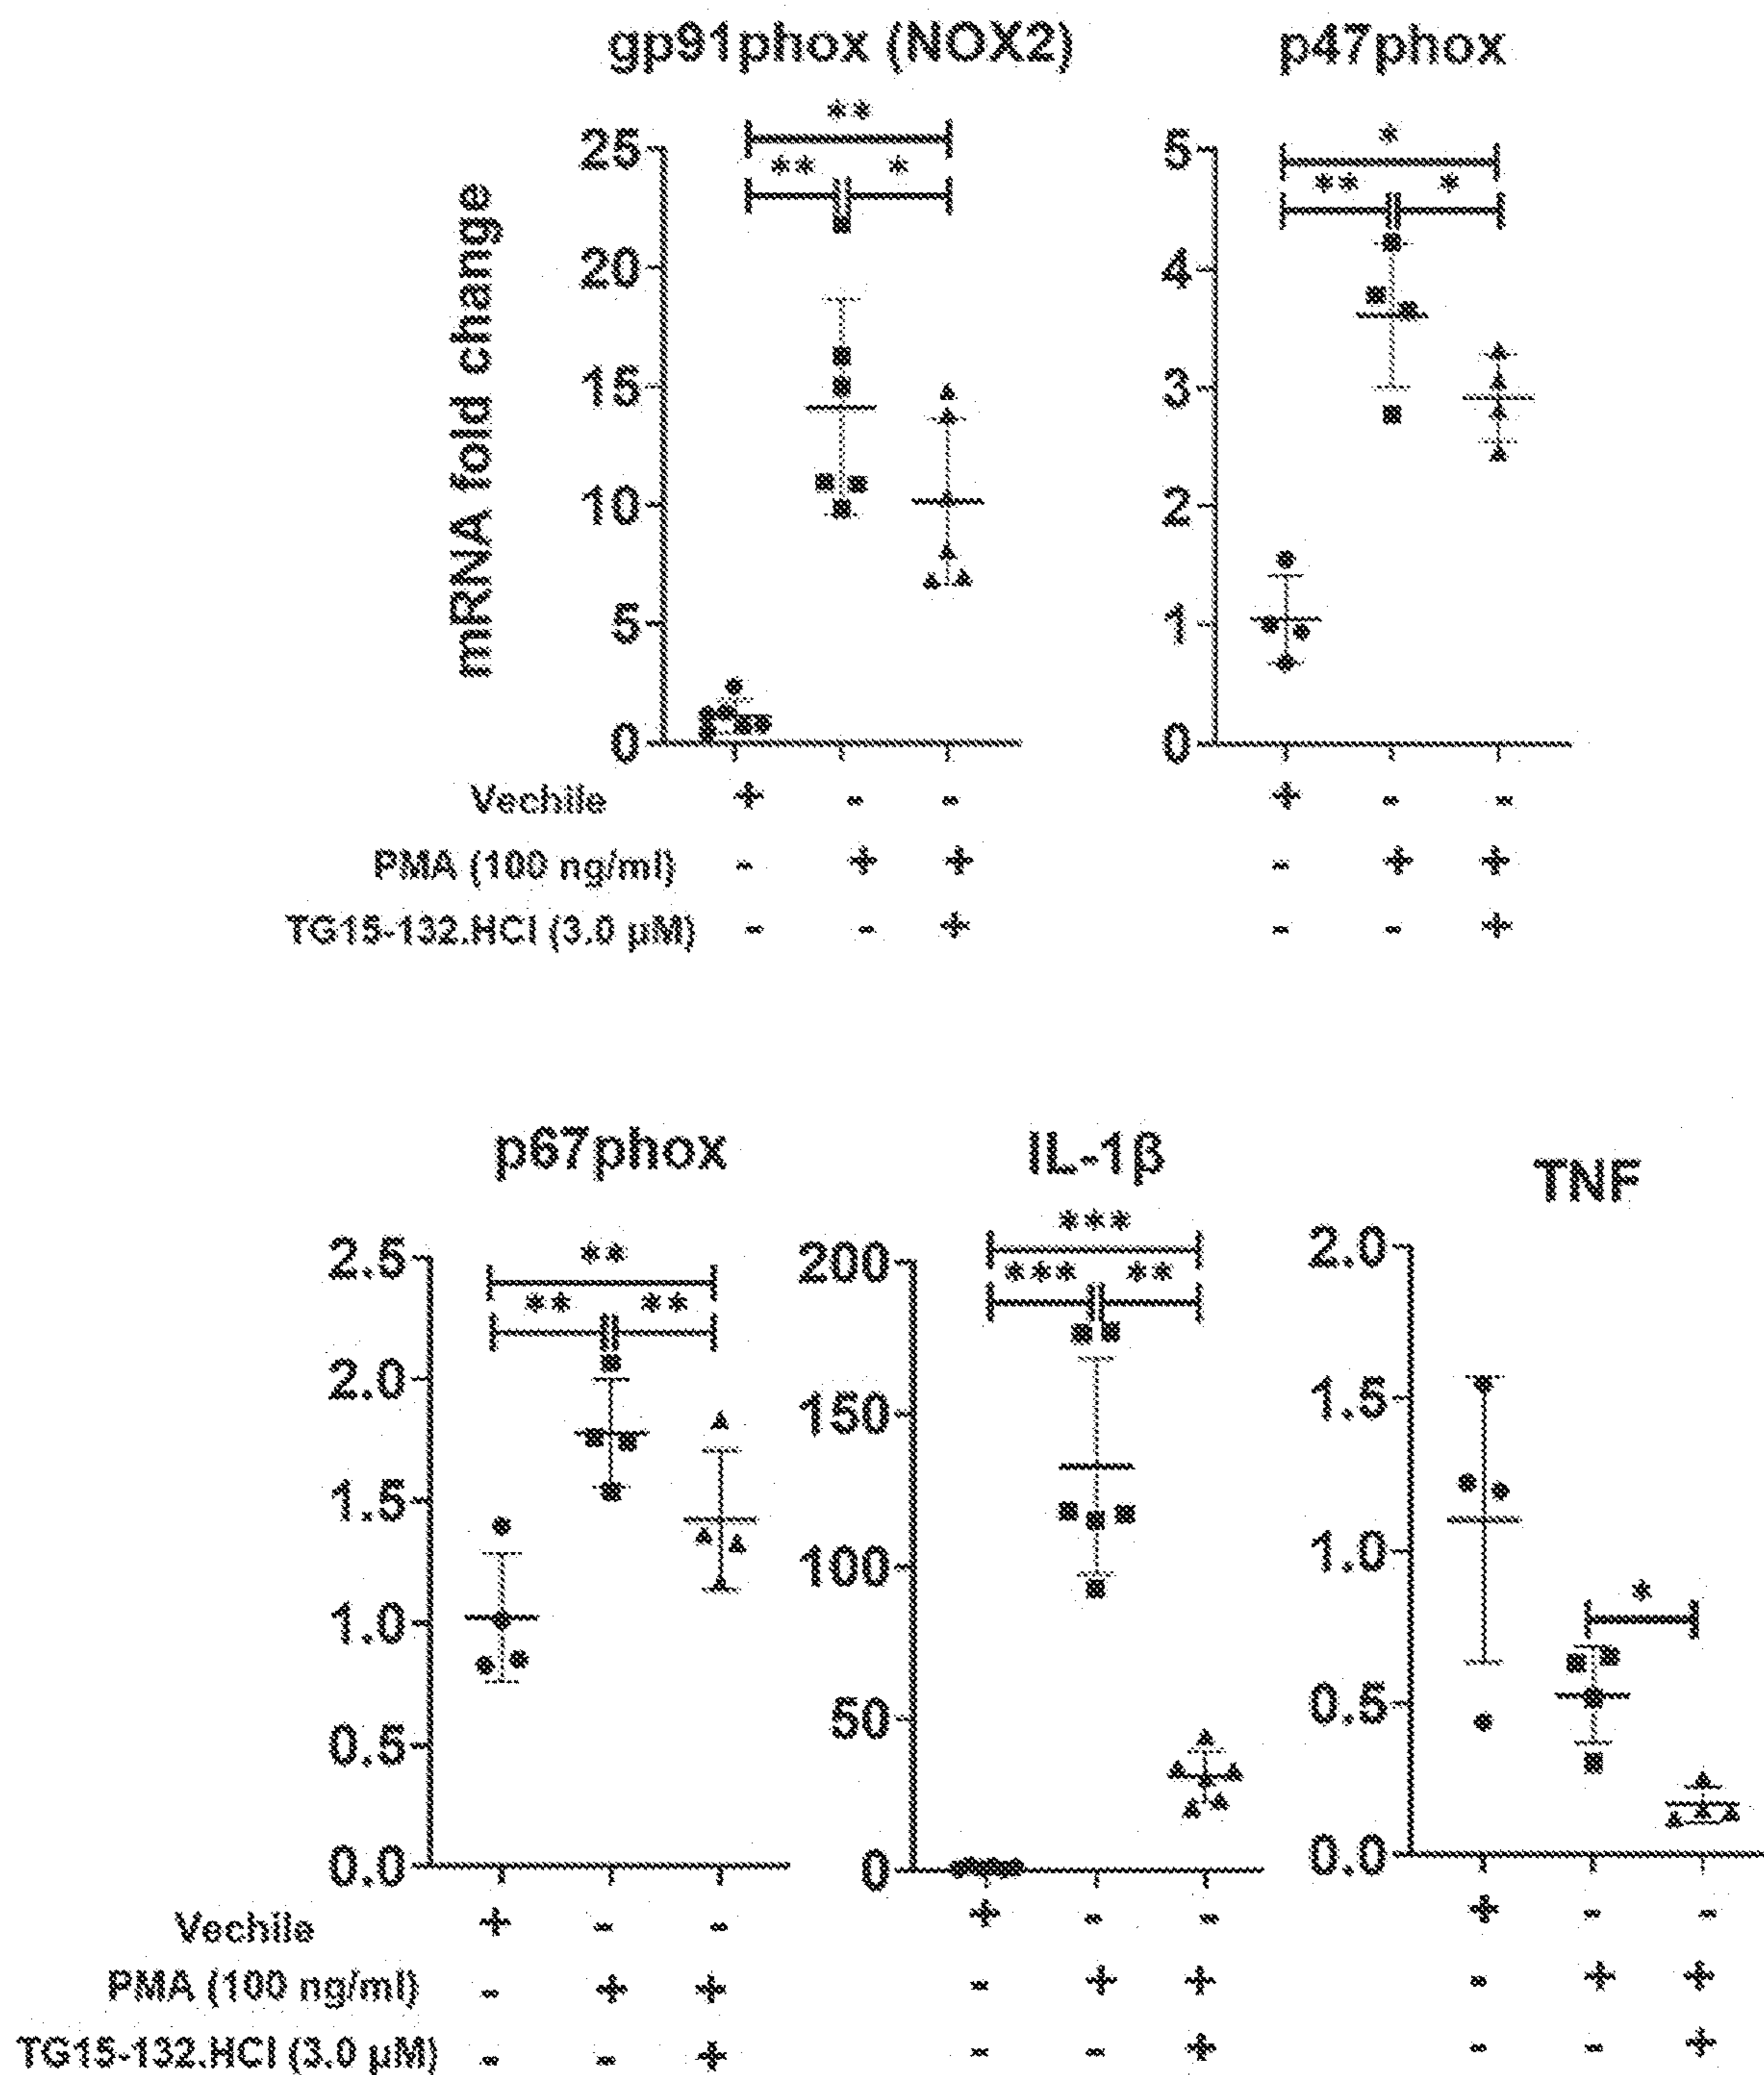 gp91phox (NOX2) p47phox
** *
** * ** *
mRNA fold change
25 5
20 4
15 3
10 2
5 1
0 0
Vechile + - - + - -
PMA (100 ng/ml) - + + - + +
TG15-132.HCl (3.0 µM) - - + - - +
p67phox IL-1β TNF
** ***
** ** *** **
*
2.5 200 2.0
2.0 150 1.5
1.5 100 1.0
1.0 50 0.5
0.5 0 0.0
0.0
Vechile + - - + - - + - -
PMA (100 ng/ml) - + + - + + - + +
TG15-132.HCl (3.0 µM) - - + - - + - - +